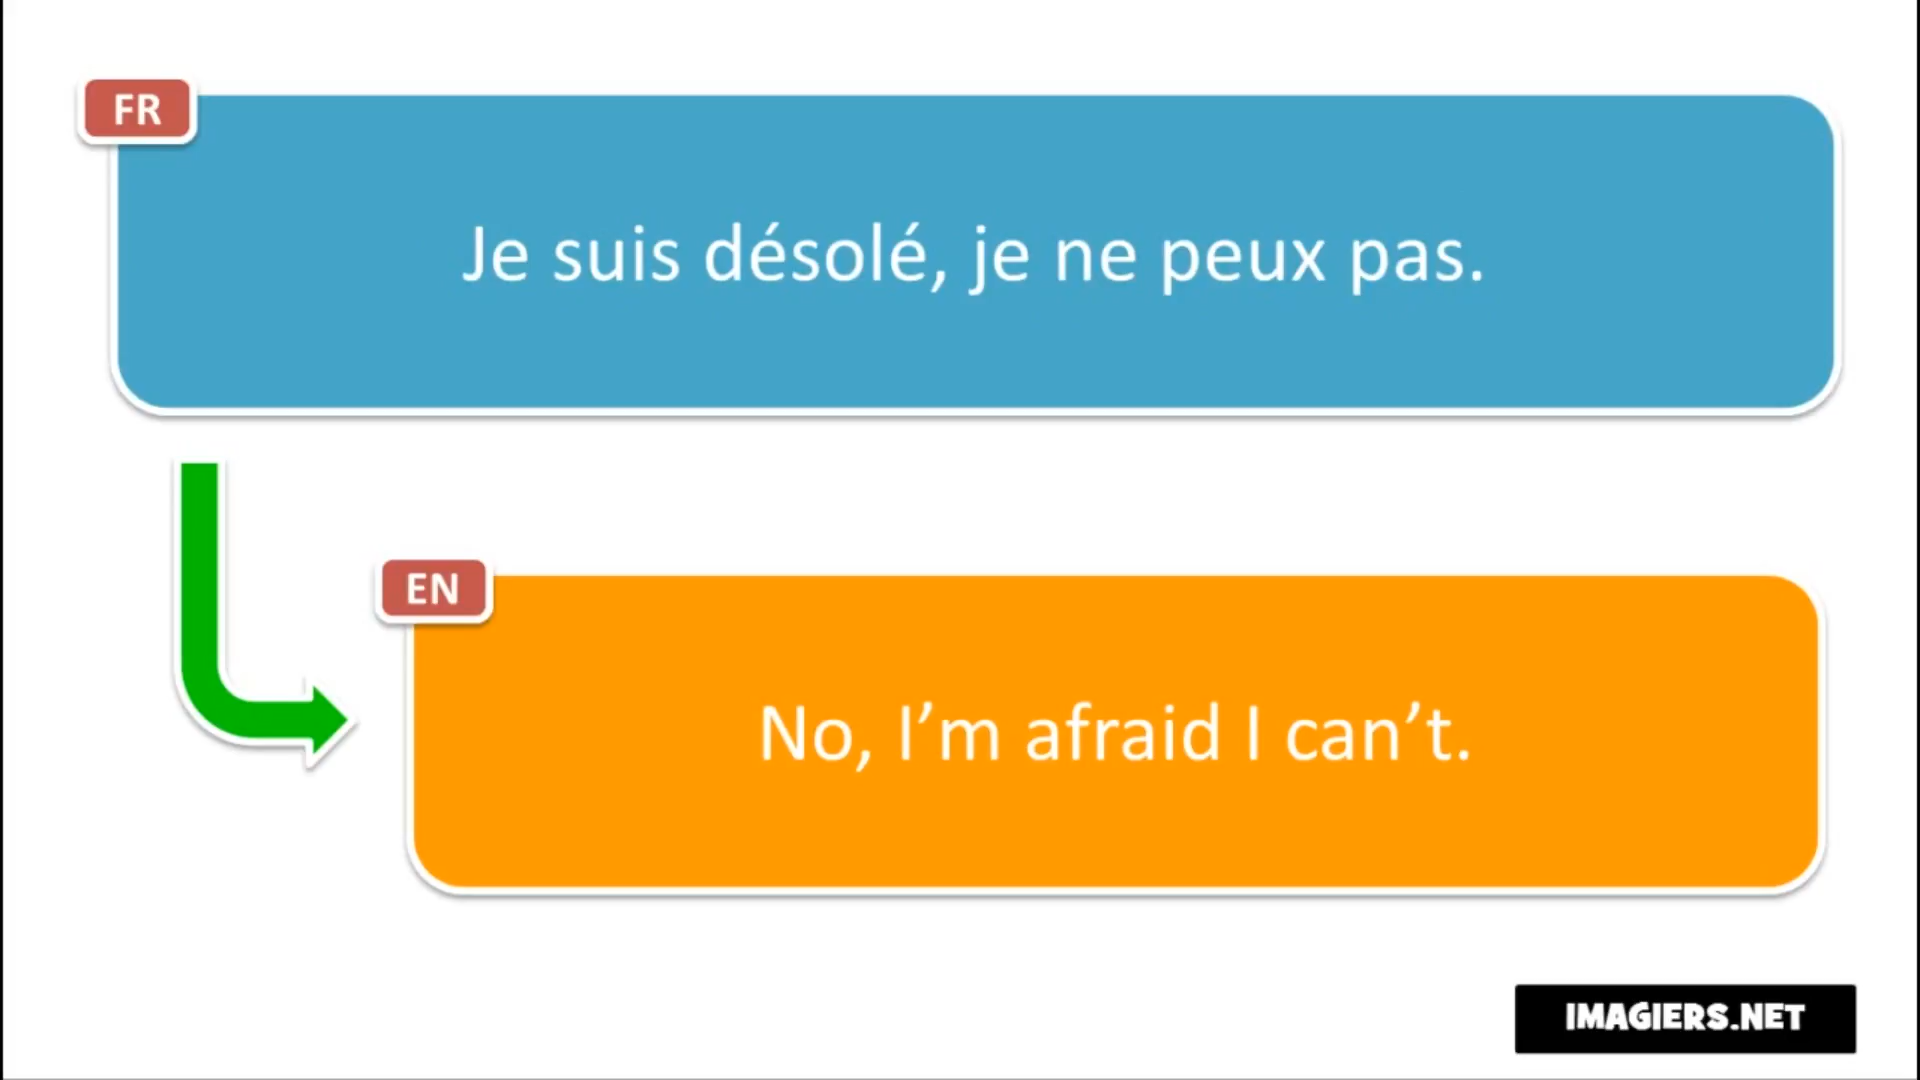 FR
Je suis désolé, je ne peux pas.
EN
No, I’m afraid I can’t.
IMAGIERS.NET